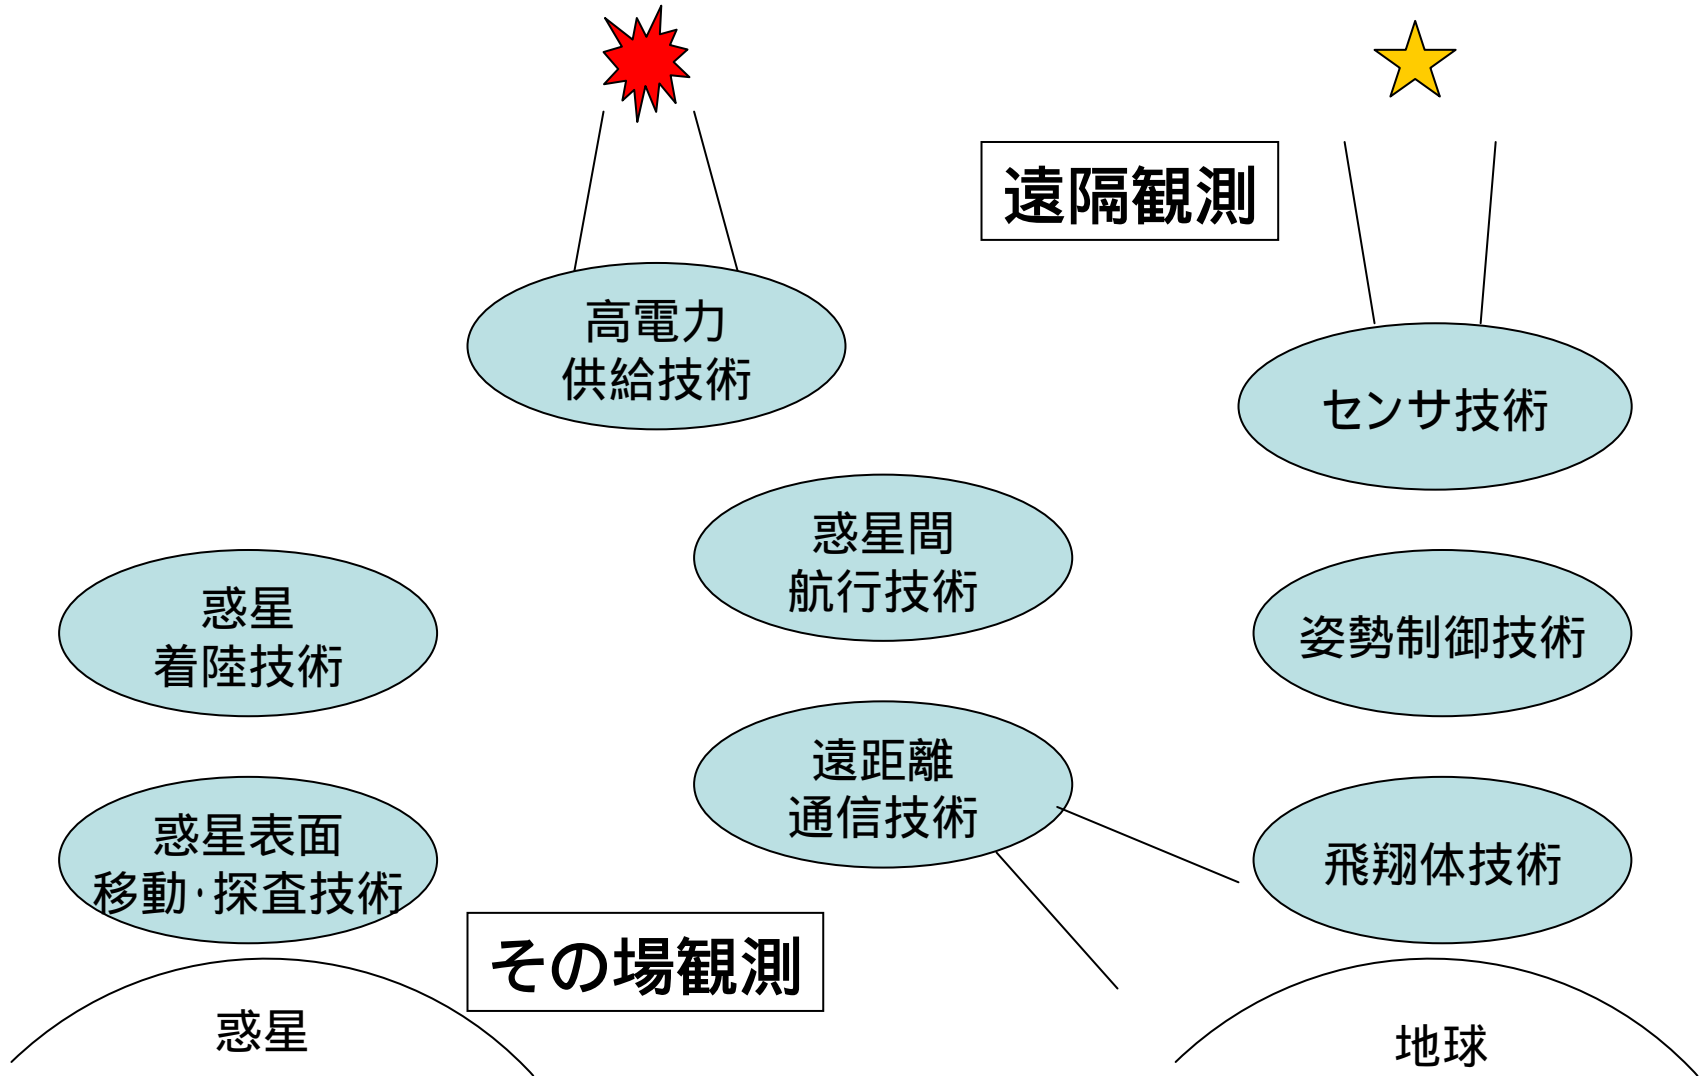 遠隔観測
高電力
供給技術
センサ技術
惑星間
航行技術
惑星
着陸技術
姿勢制御技術
遠距離
通信技術
惑星表面
移動・探査技術
飛翔体技術
その場観測
惑星
地球